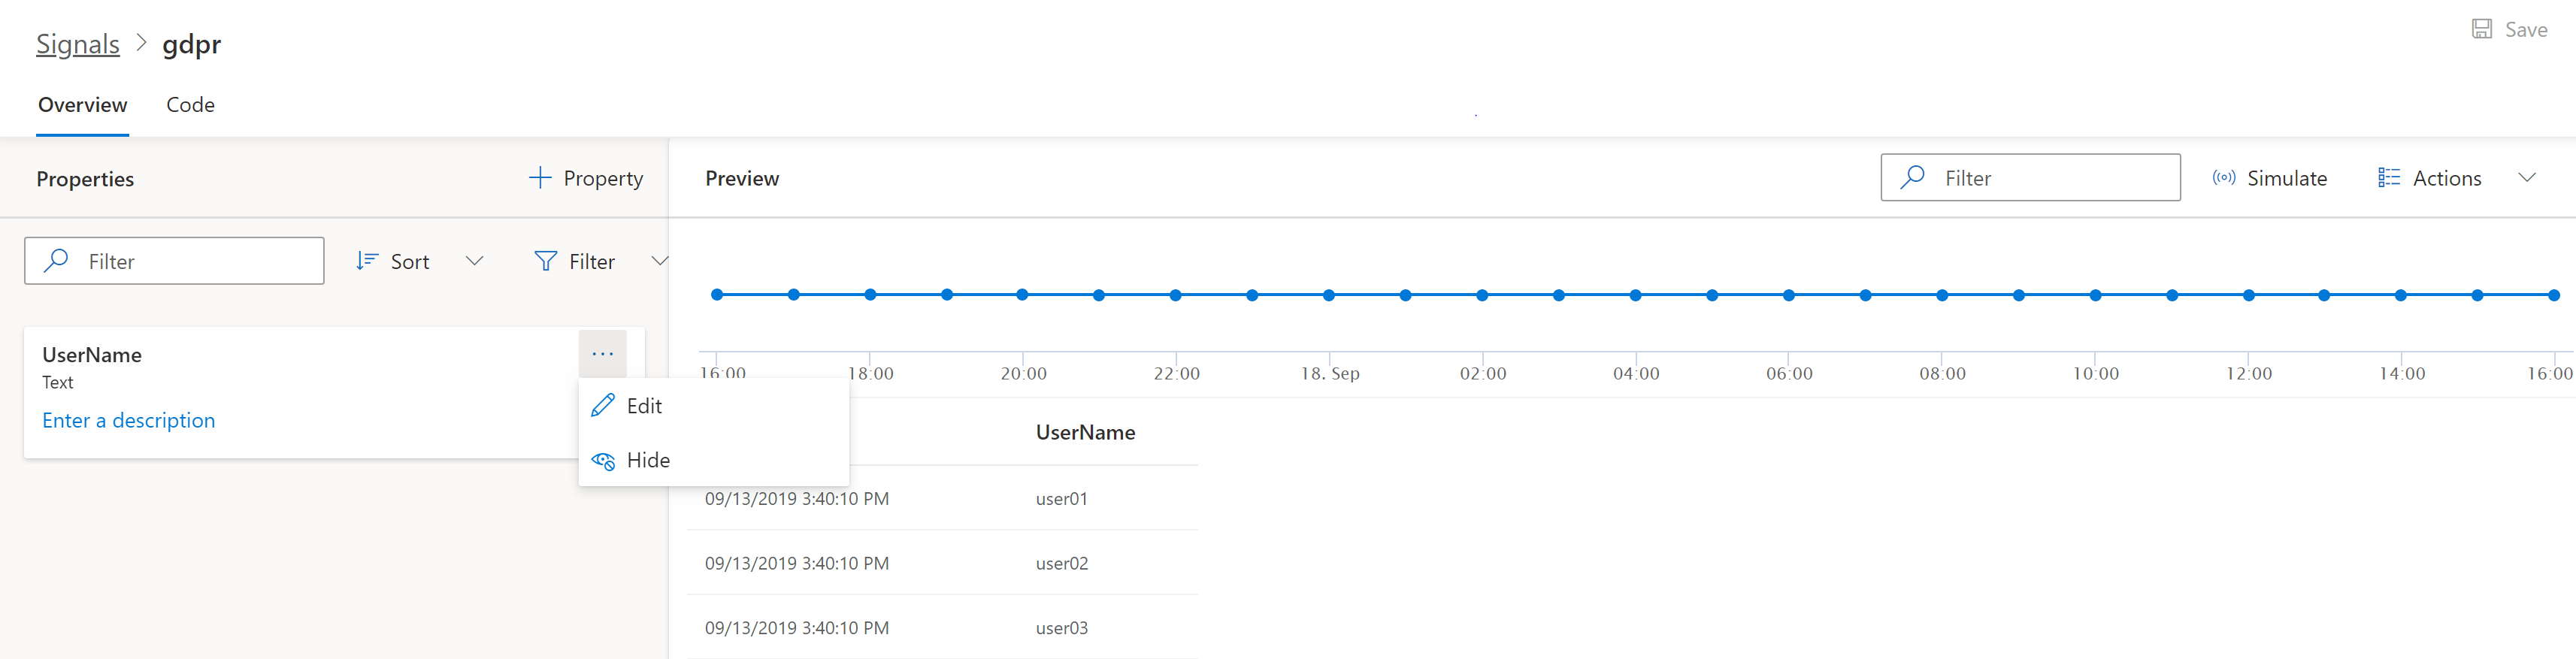 Signals > gdpr
Save
Overview Code
Properties
Property
Preview
Filter
Simulate
Actions
Filter
Sort
Filter
UserName
...
Text
Enter a description
Edit
Hide
16:00 18:00 20:00 22:00 18. Sep 02:00 04:00 06:00 08:00 10:00 12:00 14:00 16:00
UserName
09/13/2019 3:40:10 PM user01
09/13/2019 3:40:10 PM user02
09/13/2019 3:40:10 PM user03